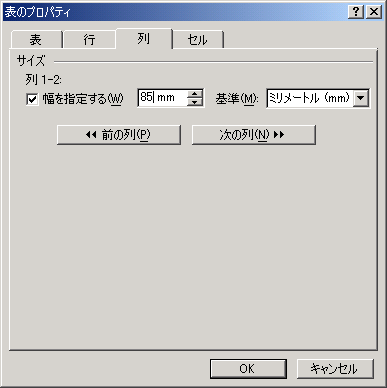 表のプロパティ
表 行 列 セル
サイズ
列 1-2:
幅を指定する(W) 85 mm 基準(M): ミリメートル (mm)
前の列(P) 次の列(N)
OK キャンセル